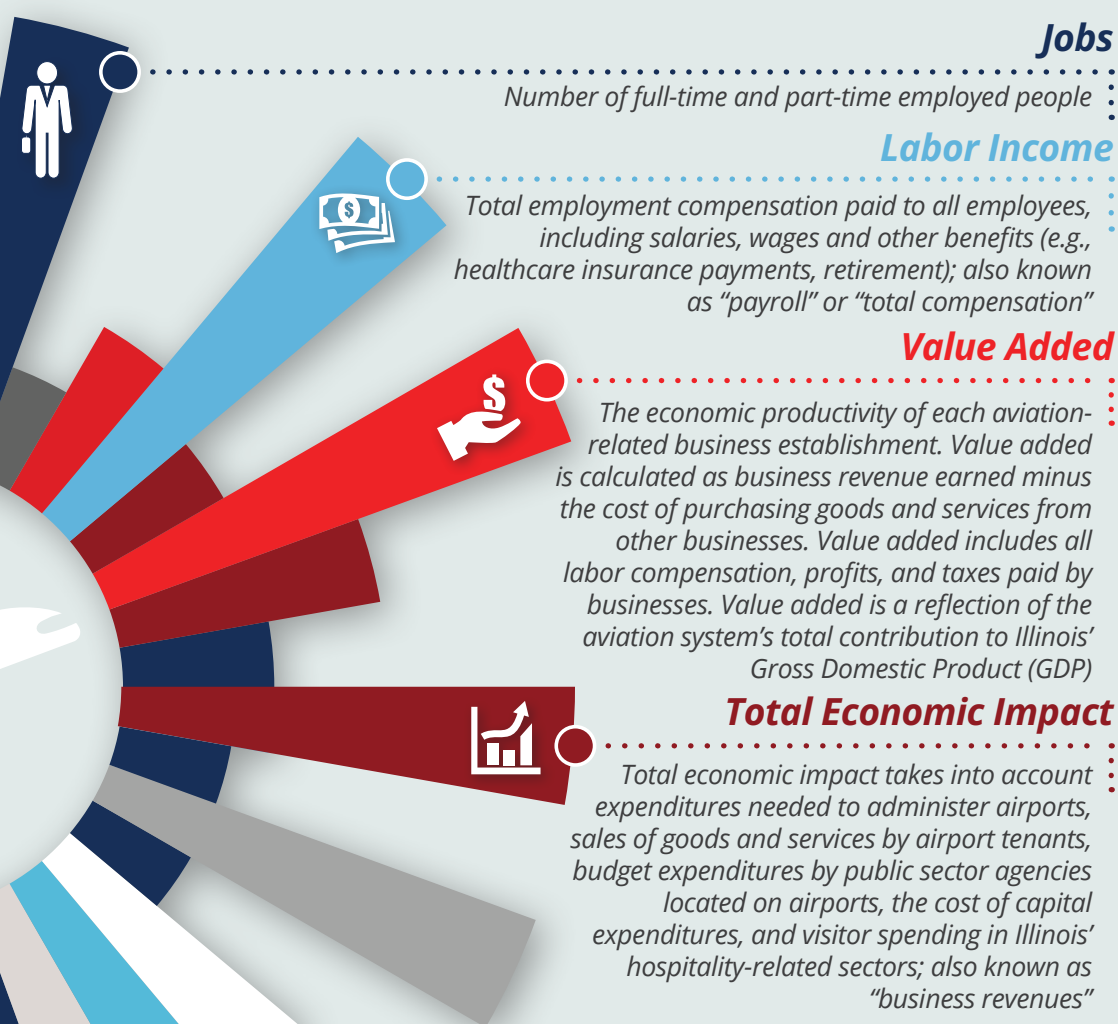 Jobs
Number of full-time and part-time employed people
Labor Income
Total employment compensation paid to all employees,
including salaries, wages and other benefits (e.g.,
healthcare insurance payments, retirement); also known
as “payroll” or “total compensation”
Value Added
The economic productivity of each aviation-
related business establishment. Value added
is calculated as business revenue earned minus
the cost of purchasing goods and services from
other businesses. Value added includes all
labor compensation, profits, and taxes paid by
businesses. Value added is a reflection of the
aviation system’s total contribution to Illinois’
Gross Domestic Product (GDP)
Total Economic Impact
Total economic impact takes into account
expenditures needed to administer airports,
sales of goods and services by airport tenants,
budget expenditures by public sector agencies
located on airports, the cost of capital
expenditures, and visitor spending in Illinois’
hospitality-related sectors; also known as
“business revenues”